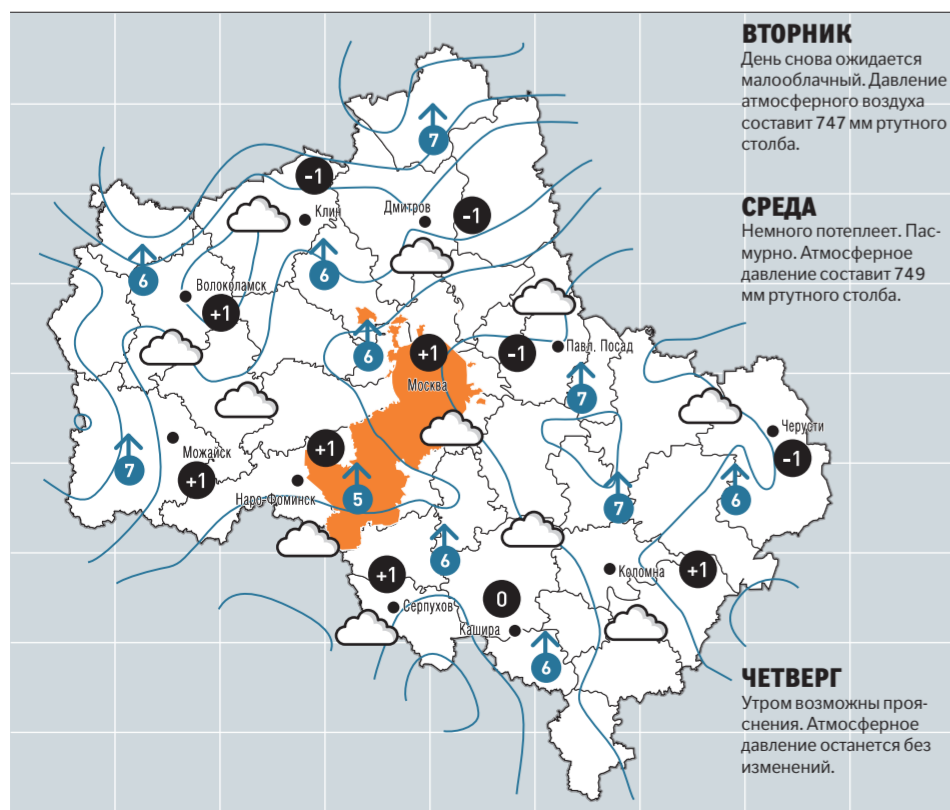 ВТОРНИК
День снова ожидается
малооблачный. Давление
атмосферного воздуха
составит 747 мм ртутного
столба.
СРЕДА
Немного потеплеет. Пас-
мурно. Атмосферное
давление составит 749
мм ртутного столба.
ЧЕТВЕРГ
Утром возможны проя-
снения. Атмосферное
давление останется без
изменений.
7
-1
Клин
Дмитров
-1
6
6
Волоколамск
+1
6
+1
Москва
-1
Павл. Посад
7
Черусти
-1
Можайск
7
+1
+1
Наро-Фоминск
5
7
6
6
+1
Серпухов
0
Кашира
Коломна
+1
6